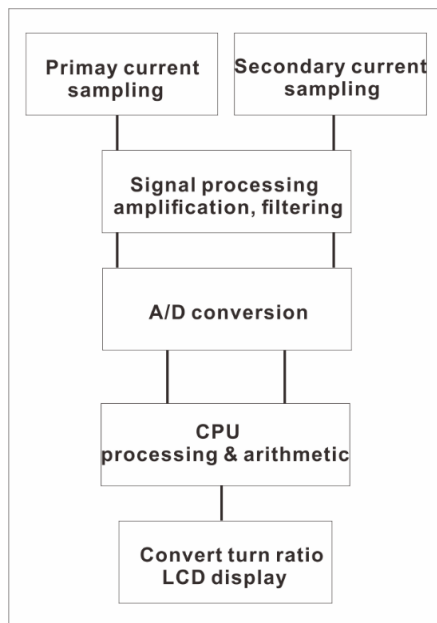 Primay current
sampling
Secondary current
sampling
Signal processing
amplification, filtering
A/D conversion
CPU
processing & arithmetic
Convert turn ratio
LCD display